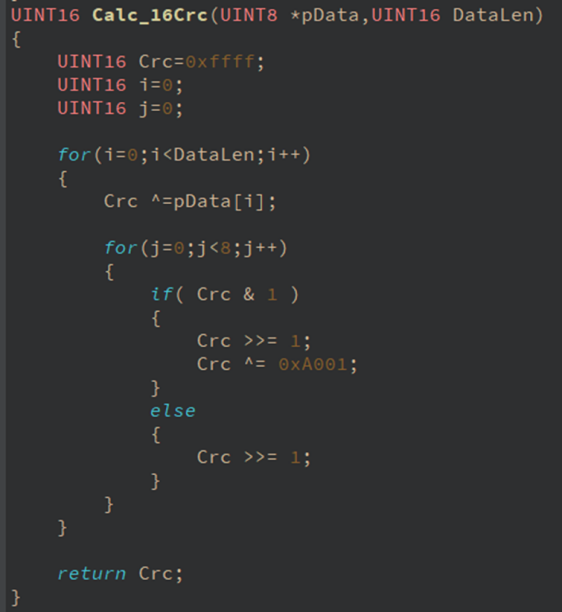 UINT16 Calc_16Crc(UINT8 *pData,UINT16 DataLen)
{
    UINT16 Crc=0xffff;
    UINT16 i=0;
    UINT16 j=0;

    for(i=0;i<DataLen;i++)
    {
        Crc ^=pData[i];

        for(j=0;j<8;j++)
        {
            if( Crc & 1 )
            {
                Crc >>= 1;
                Crc ^= 0xA001;
            }
            else
            {
                Crc >>= 1;
            }
        }
    }

    return Crc;
}